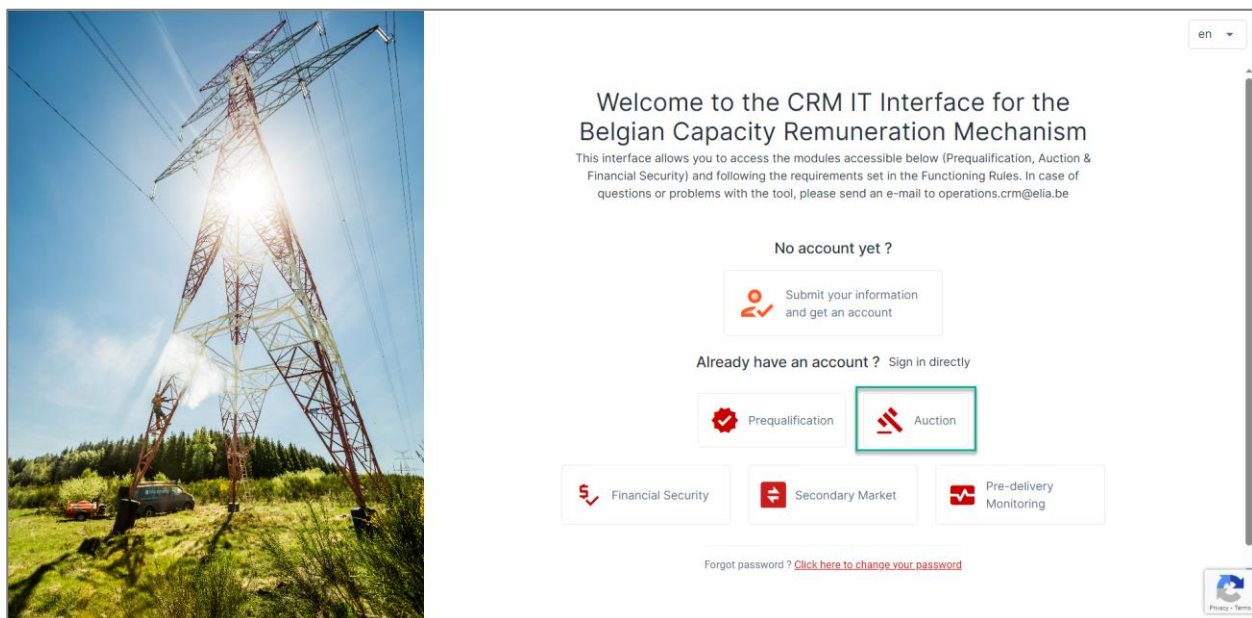 en
Welcome to the CRM IT Interface for the
Belgian Capacity Remuneration Mechanism
This interface allows you to access the modules accessible below (Prequalification, Auction &
Financial Security) and following the requirements set in the Functioning Rules. In case of
questions or problems with the tool, please send an e-mail to operations.crm@elia.be
No account yet ?
Submit your information
and get an account
Already have an account ? Sign in directly
Prequalification
Auction
Financial Security
Secondary Market
Pre-delivery
Monitoring
Forgot password ? Click here to change your password
Privacy - Terms